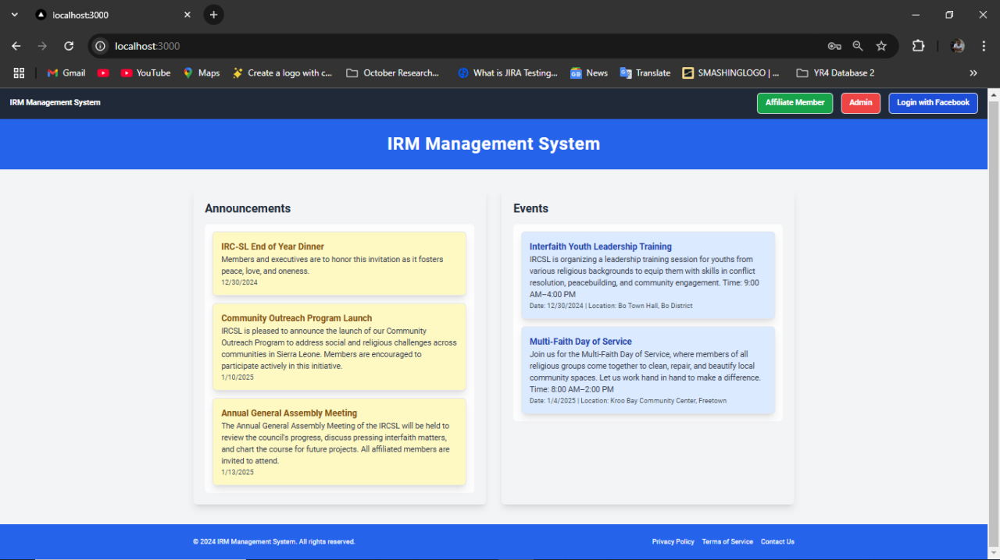 localhost:3000
localhost:3000
Gmail
YouTube
Maps
Create a logo with c...
October Research...
What is JIRA Testing...
News
Translate
SMASHINGLOGO | ...
YR4 Database 2
IRM Management System
Affiliate Member
Admin
Login with Facebook
IRM Management System
Announcements
IRC-SL End of Year Dinner
Members and executives are to honor this invitation as it fosters
peace, love, and oneness.
12/30/2024
Community Outreach Program Launch
IRCSL is pleased to announce the launch of our Community
Outreach Program to address social and religious challenges across
communities in Sierra Leone. Members are encouraged to
participate actively in this initiative.
1/10/2025
Annual General Assembly Meeting
The Annual General Assembly Meeting of the IRCSL will be held to
review the council's progress, discuss pressing interfaith matters,
and chart the course for future projects. All affiliated members are
invited to attend.
1/13/2025
Events
Interfaith Youth Leadership Training
IRCSL is organizing a leadership training session for youths from
various religious backgrounds to equip them with skills in conflict
resolution, peacebuilding, and community engagement. Time: 9:00
AM–4:00 PM
Date: 12/30/2024 | Location: Bo Town Hall, Bo District
Multi-Faith Day of Service
Join us for the Multi-Faith Day of Service, where members of all
religious groups come together to clean, repair, and beautify local
community spaces. Let us work hand in hand to make a difference.
Time: 8:00 AM–2:00 PM
Date: 1/4/2025 | Location: Kroo Bay Community Center, Freetown
© 2024 IRM Management System. All rights reserved.
Privacy Policy
Terms of Service
Contact Us